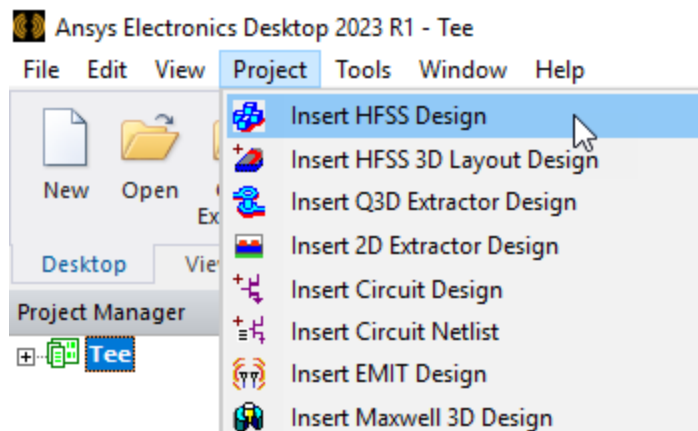 Ansys Electronics Desktop 2023 R1 - Tee
File Edit View Project Tools Window Help
Insert HFSS Design
Insert HFSS 3D Layout Design
New Open
Insert Q3D Extractor Design
Ex
Insert 2D Extractor Design
Desktop Vie
Insert Circuit Design
Project Manager
Insert Circuit Netlist
Tee
Insert EMIT Design
Insert Maxwell 3D Design